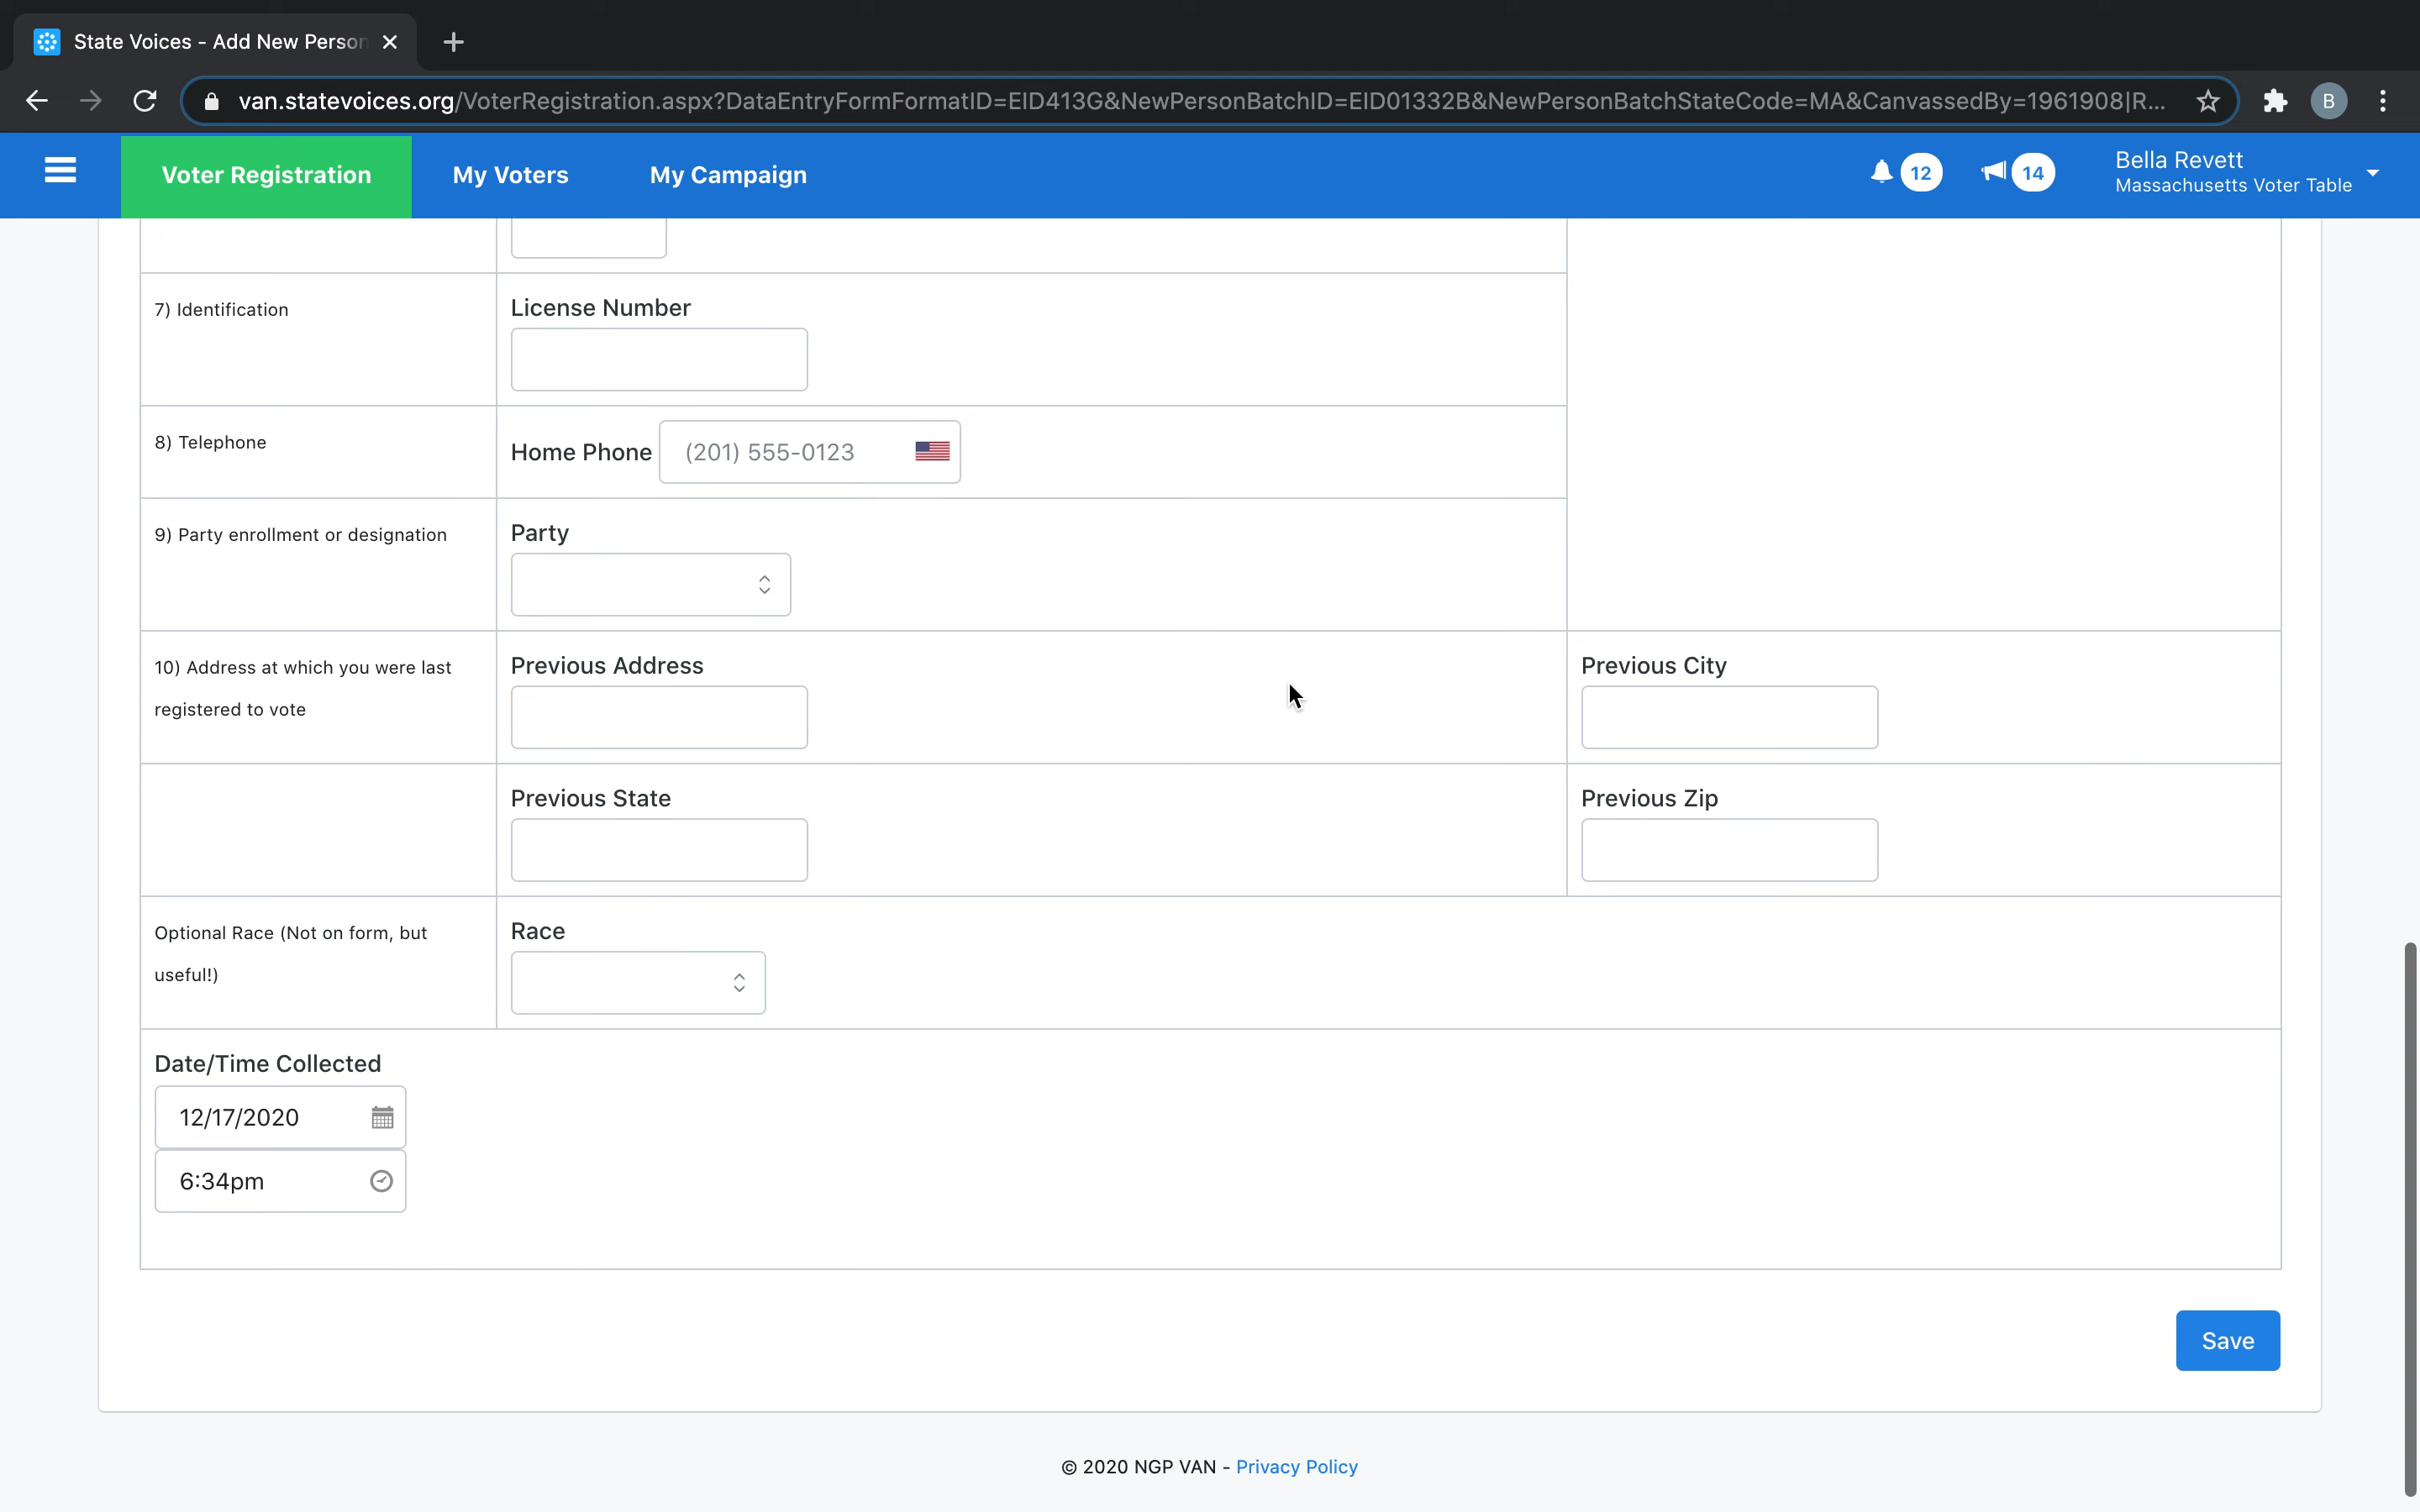 State Voices - Add New Person
van.statevoices.org/VoterRegistration.aspx?DataEntryFormFormatID=EID413G&NewPersonBatchID=EID01332B&NewPersonBatchStateCode=MA&CanvassedBy=1961908|R...
B
Voter Registration
My Voters
My Campaign
12
14
Bella Revett
Massachusetts Voter Table
7) Identification
License Number
8) Telephone
Home Phone
(201) 555-0123
9) Party enrollment or designation
Party
10) Address at which you were last
registered to vote
Previous Address
Previous City
Previous State
Previous Zip
Optional Race (Not on form, but
useful!)
Race
Date/Time Collected
12/17/2020
6:34pm
Save
© 2020 NGP VAN - Privacy Policy